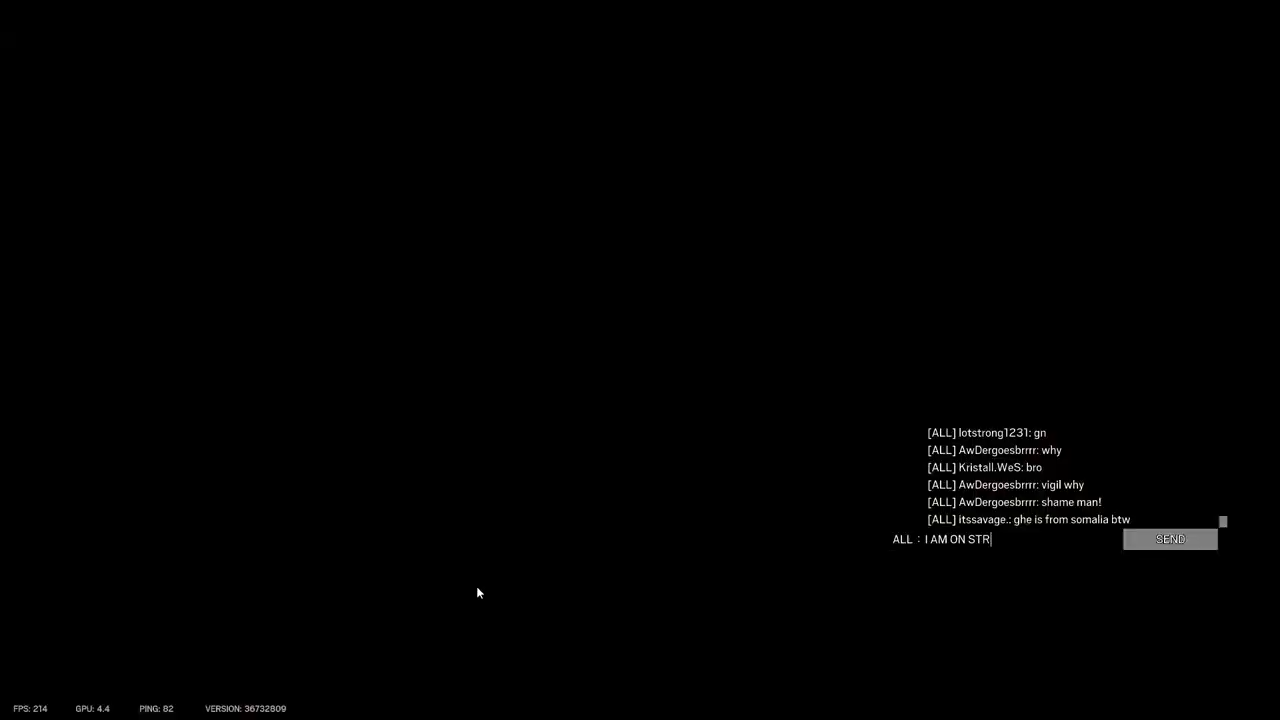 [ALL] lotstrong1231: gn
[ALL] AwDergoesbrrrr: why
[ALL] Kristall.WeS: bro
[ALL] AwDergoesbrrrr: vigil why
[ALL] AwDergoesbrrrr: shame man!
[ALL] itssavage.: ghe is from somalia btw
ALL : I AM ON STR
SEND
FPS: 214 GPU: 4.4 PING: 82 VERSION: 36732809